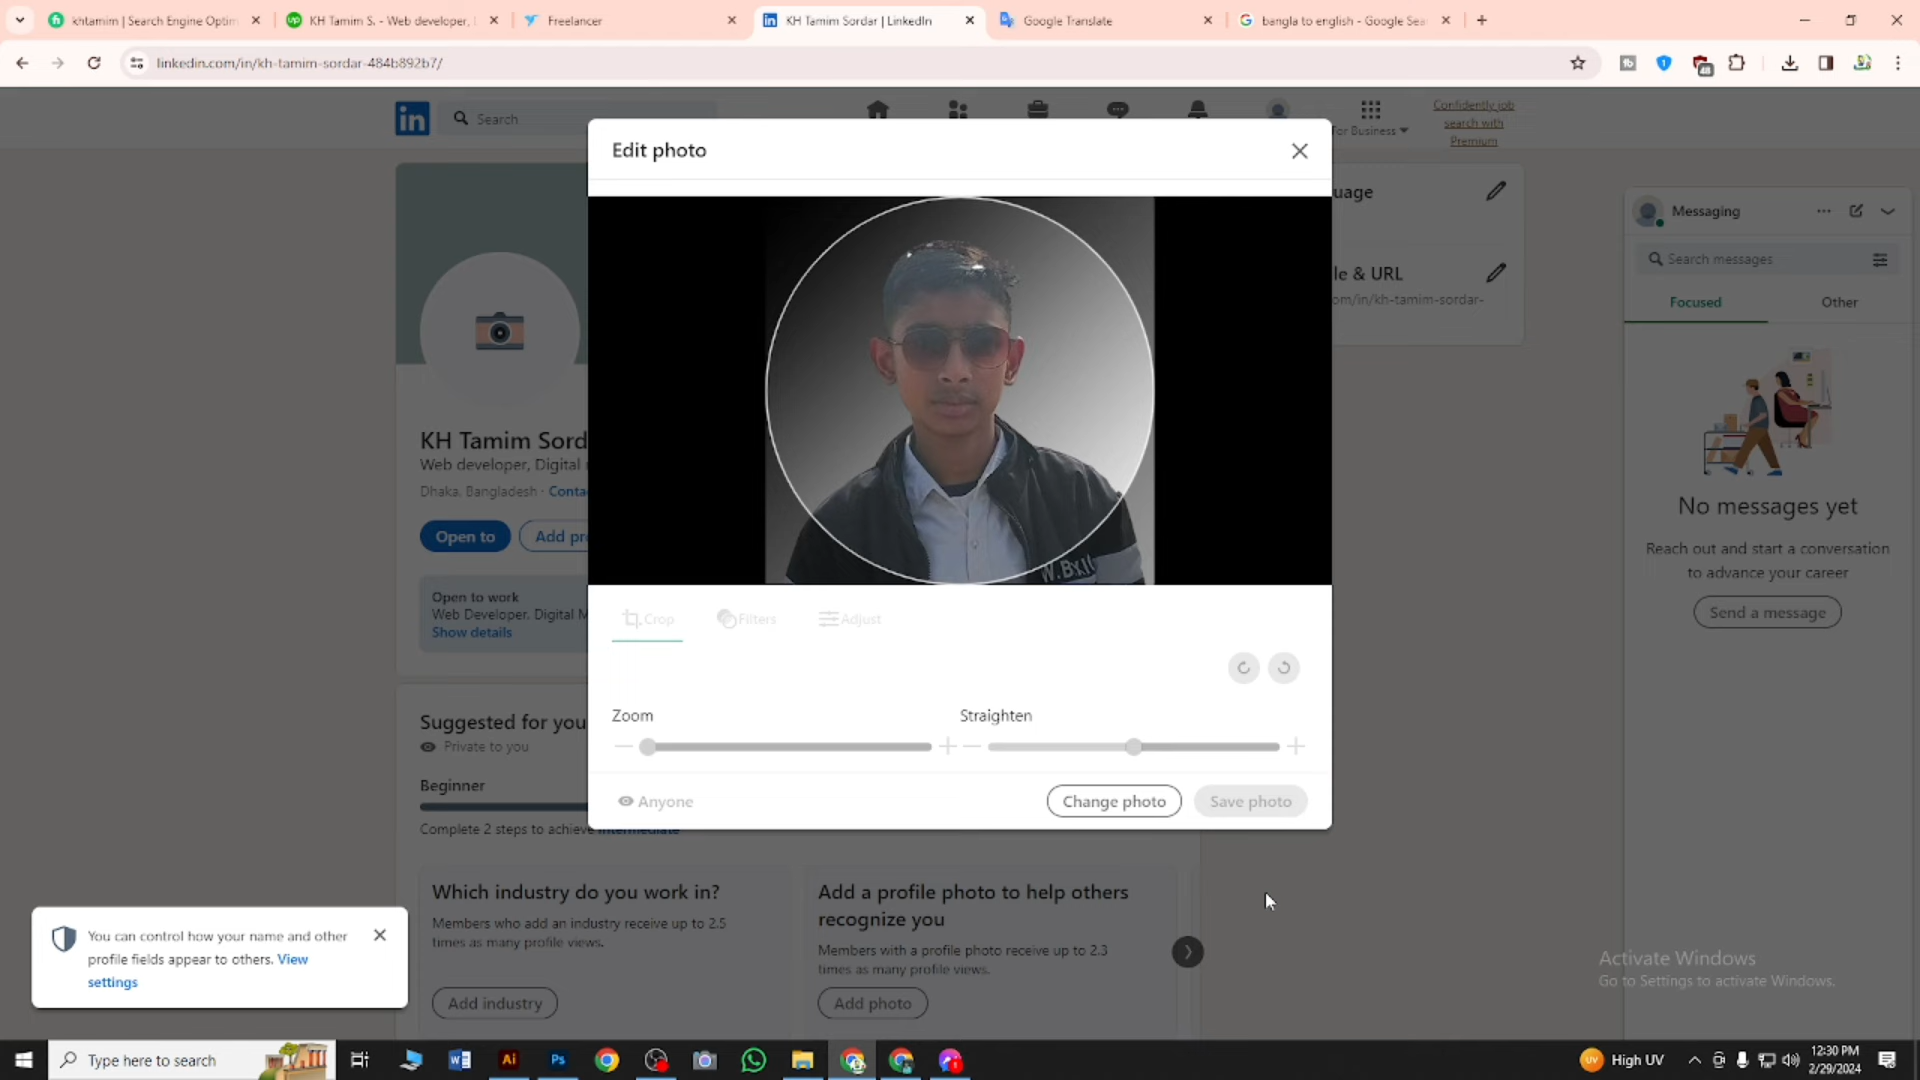 khtamim | Search Engine Optim
KH Tamim S. - Web developer,
Freelancer
KH Tamim Sordar | LinkedIn
Google Translate
bangla to english - Google Sea
linkedin.com/in/kh-tamim-sordar-484b892b7/
48
in
Search
For Business
Confidently job
search with
Premium
Edit photo
uage
le & URL
om/in/kh-tamim-sordar-
W.Bx.II
KH Tamim Sord
Web developer, Digital
Dhaka, Bangladesh · Conta
Open to
Add pr
Open to work
Web Developer, Digital M
Show details
Crop
Filters
Adjust
Zoom
Straighten
Anyone
Change photo
Save photo
Suggested for you
Private to you
Beginner
Complete 2 steps to achieve intermediate
Which industry do you work in?
Members who add an industry receive up to 2.5
times as many profile views.
Add industry
Add a profile photo to help others
recognize you
Members with a profile photo receive up to 2.3
times as many profile views.
Add photo
Messaging
Search messages
Focused
Other
No messages yet
Reach out and start a conversation
to advance your career
Send a message
You can control how your name and other
profile fields appear to others. View
settings
Activate Windows
Go to Settings to activate Windows.
Type here to search
Ai
Ps
UV
High UV
12:30 PM
2/29/2024